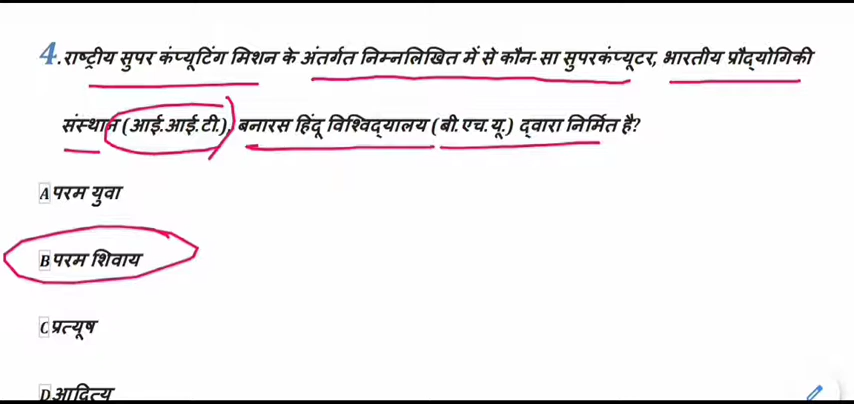 4.राष्ट्रीय सुपर कंप्यूटिंग मिशन के अंतर्गत निम्नलिखित में से कौन-सा सुपरकंप्यूटर, भारतीय प्रौद्योगिकी
संस्थान (आई.आई.टी.), बनारस हिंदू विश्विद्यालय (बी.एच.यू.) द्वारा निर्मित है?
A परम युवा
B परम शिवाय
C प्रत्यूष
D आदित्य